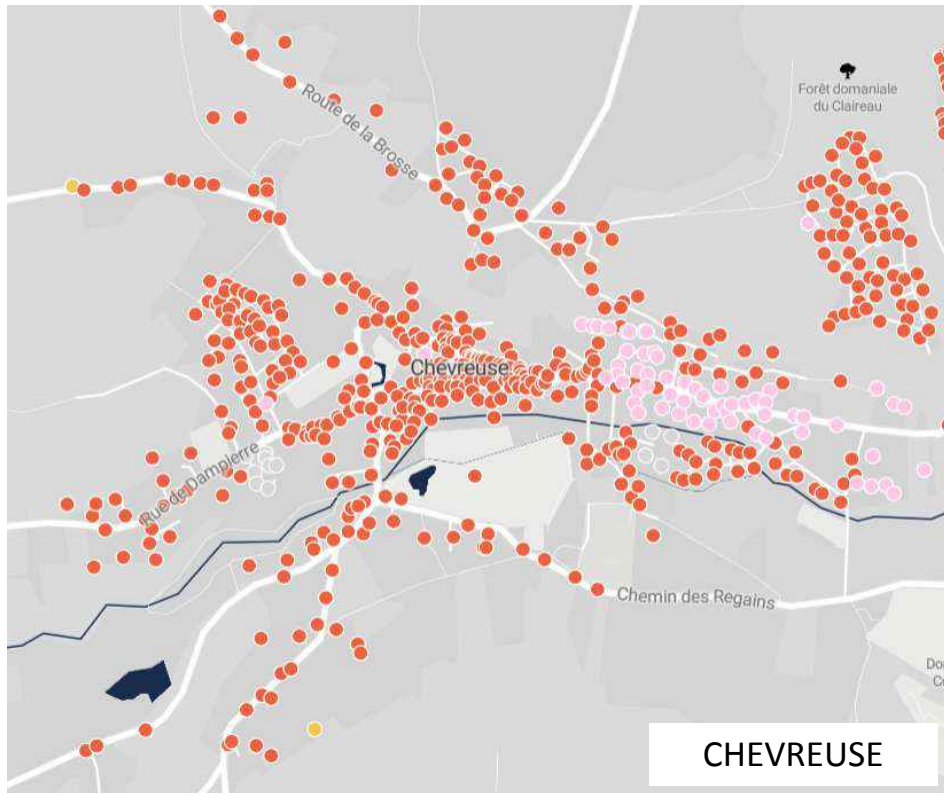 Forêt domaniale
du Claireau
Route de la Brosse
Chevreuse
Rue de Dampierre
Chemin des Regains
CHEVREUSE